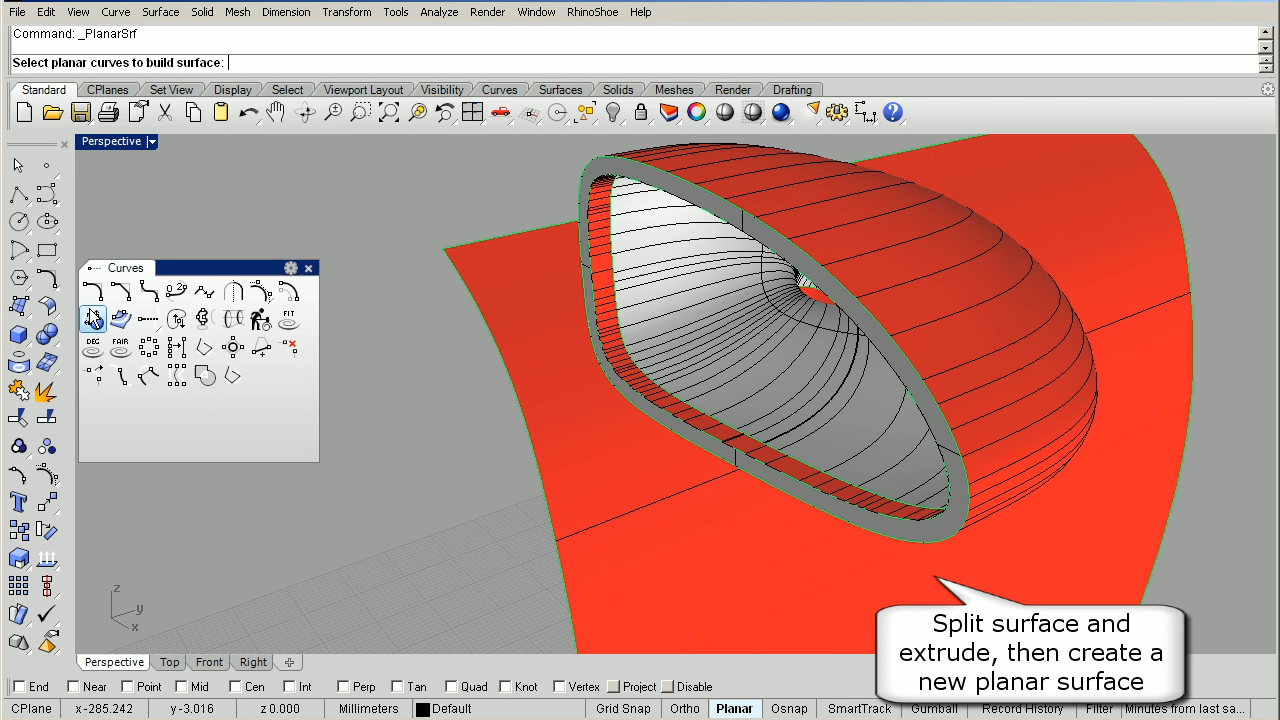 File Edit View Curve Surface Solid Mesh Dimension Transform Tools Analyze Render Window RhinoShoe Help
Command: _PlanarSrf
Select planar curves to build surface:
Standard CPlanes Set View Display Select Viewport Layout Visibility Curves Surfaces Solids Meshes Render Drafting
Perspective
Curves
FIT
DEG FAIR
z
y
x
Split surface and
extrude, then create a
new planar surface
Perspective Top Front Right
End Near Point Mid Cen Int Perp Tan Quad Knot Vertex Project Disable
CPlane x-285.242 y-3.016 z 0.000 Millimeters Default Grid Snap Ortho Planar Osnap SmartTrack Gumball Record History Filter Minutes from last sa...